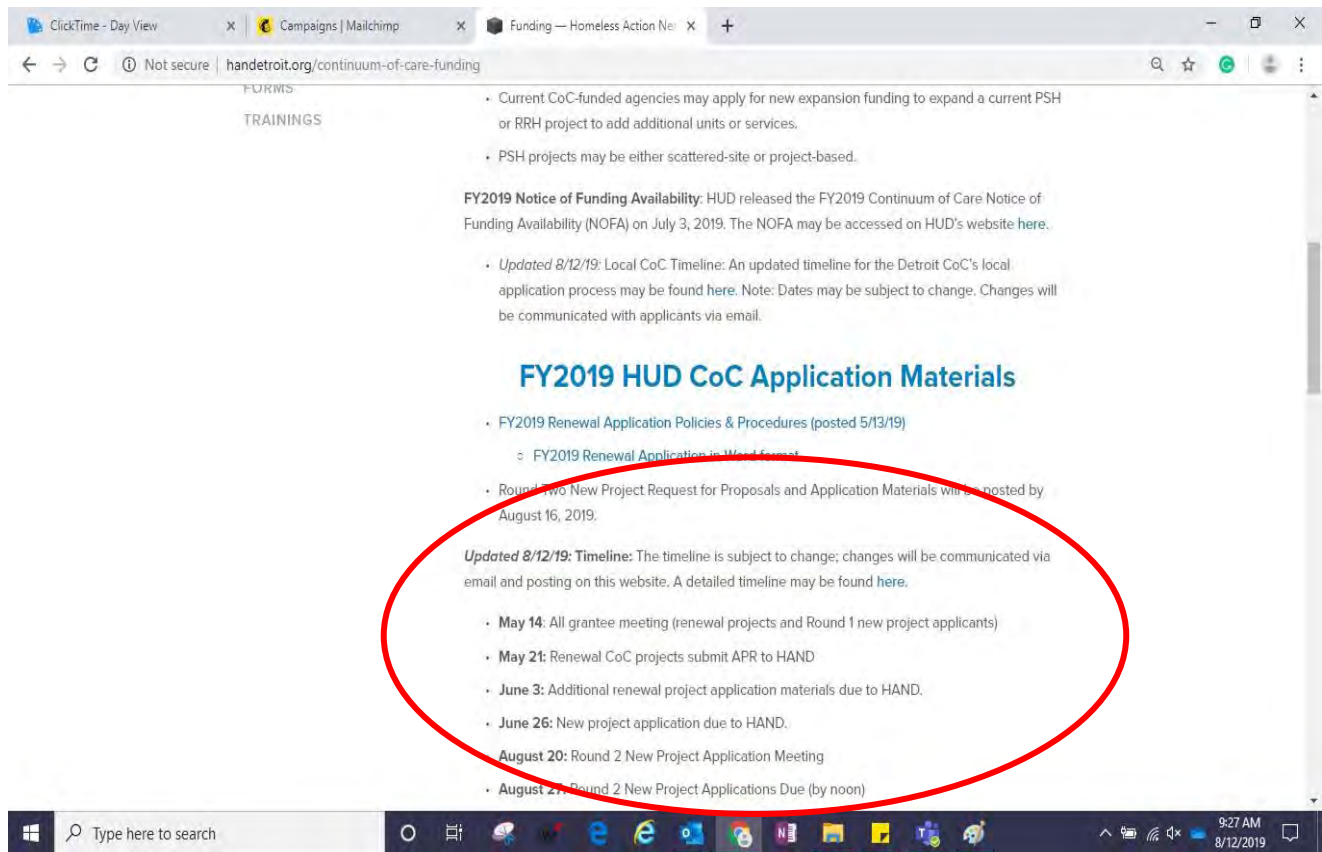 ClickTime - Day View
Campaigns | Mailchimp
Funding — Homeless Action Ne
Not secure | handetroit.org/continuum-of-care-funding
FORMS
TRAININGS
• Current CoC-funded agencies may apply for new expansion funding to expand a current PSH
or RRH project to add additional units or services.
• PSH projects may be either scattered-site or project-based.
FY2019 Notice of Funding Availability: HUD released the FY2019 Continuum of Care Notice of
Funding Availability (NOFA) on July 3, 2019. The NOFA may be accessed on HUD's website here.
• Updated 8/12/19: Local CoC Timeline: An updated timeline for the Detroit CoC's local
application process may be found here. Note: Dates may be subject to change. Changes will
be communicated with applicants via email.
FY2019 HUD CoC Application Materials
• FY2019 Renewal Application Policies & Procedures (posted 5/13/19)
○ FY2019 Renewal Application in Word format
• Round Two New Project Request for Proposals and Application Materials will be posted by
August 16, 2019.
Updated 8/12/19: Timeline: The timeline is subject to change; changes will be communicated via
email and posting on this website. A detailed timeline may be found here.
• May 14: All grantee meeting (renewal projects and Round 1 new project applicants)
• May 21: Renewal CoC projects submit APR to HAND
• June 3: Additional renewal project application materials due to HAND.
• June 26: New project application due to HAND.
• August 20: Round 2 New Project Application Meeting
• August 27: Round 2 New Project Applications Due (by noon)
Type here to search
9:27 AM
8/12/2019